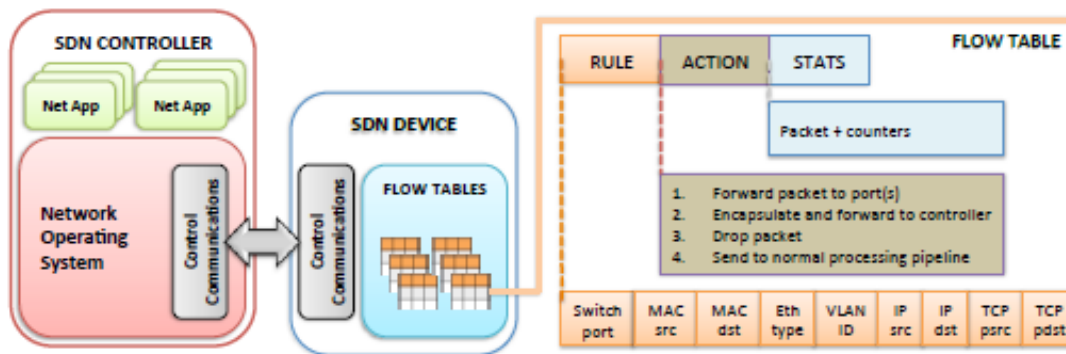 SDN CONTROLLER
Net App
Net App
Network
Operating
System
Control
Communications
SDN DEVICE
Control
Communications
FLOW TABLES
FLOW TABLE
RULE
ACTION
STATS
Packet + counters
1. Forward packet to port(s)
2. Encapsulate and forward to controller
3. Drop packet
4. Send to normal processing pipeline
Switch
port
MAC
src
MAC
dst
Eth
type
VLAN
ID
IP
src
IP
dst
TCP
psrc
TCP
pdst